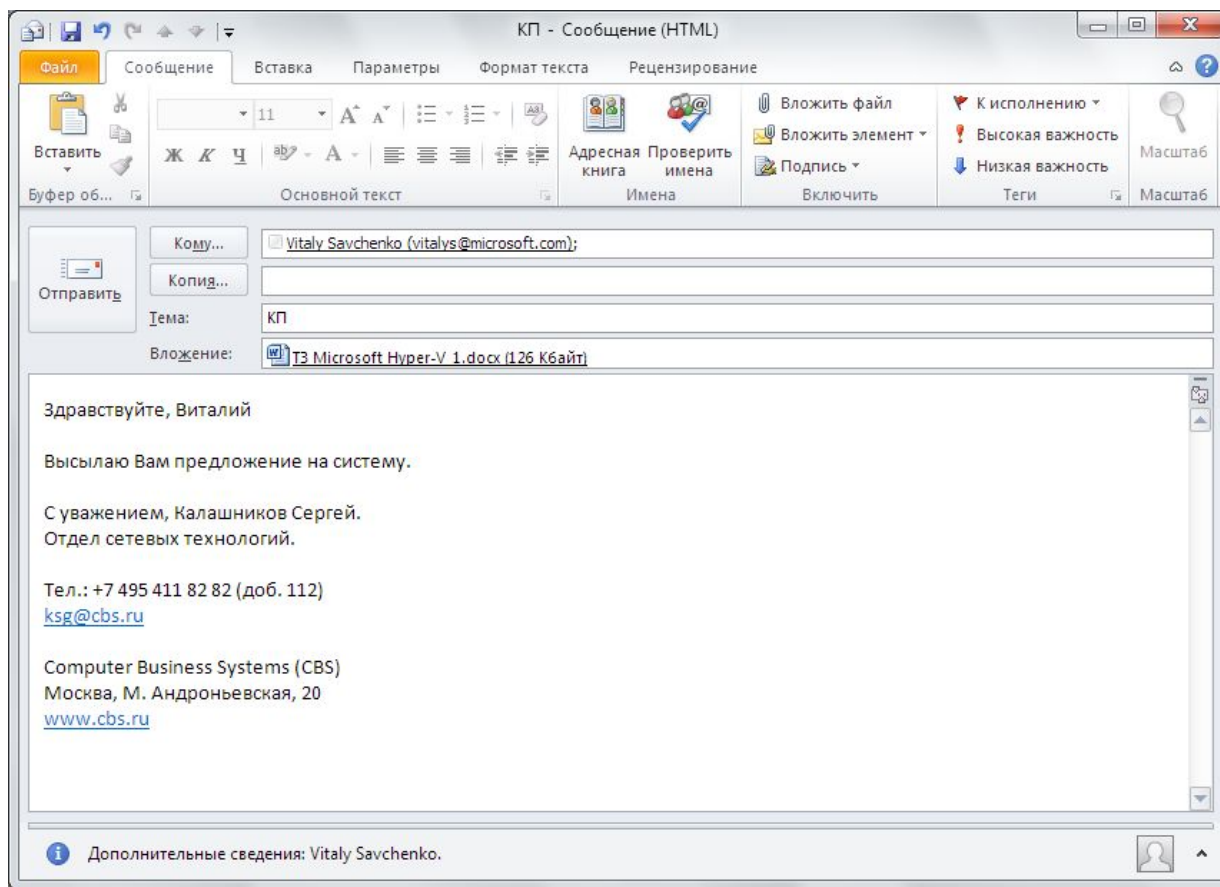 КП - Сообщение (HTML)
Файл Сообщение Вставка Параметры Формат текста Рецензирование
Вставить
Буфер об...
11
Ж К Ч
Основной текст
Адресная книга
Проверить имена
Имена
Вложить файл
Вложить элемент
Подпись
Включить
К исполнению
Высокая важность
Низкая важность
Теги
Масштаб
Масштаб
Отправить
Кому... Vitaly Savchenko (vitalys@microsoft.com);
Копия...
Тема: КП
Вложение: ТЗ Microsoft Hyper-V_1.docx (126 Кбайт)
Здравствуйте, Виталий
Высылаю Вам предложение на систему.
С уважением, Калашников Сергей.
Отдел сетевых технологий.
Тел.: +7 495 411 82 82 (доб. 112)
ksg@cbs.ru
Computer Business Systems (CBS)
Москва, М. Андроньевская, 20
www.cbs.ru
Дополнительные сведения: Vitaly Savchenko.